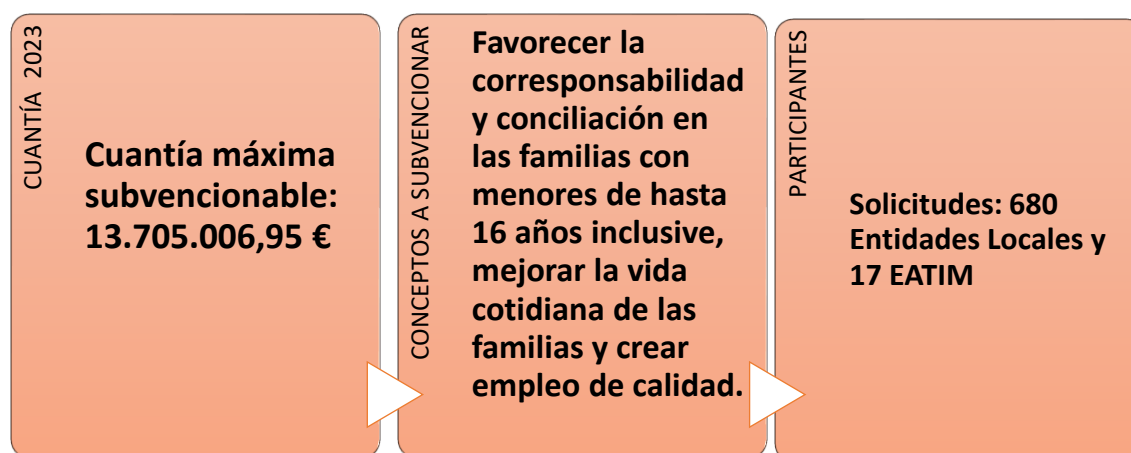 CUANTÍA 2023
Cuantía máxima
subvencionable:
13.705.006,95 €
CONCEPTOS A SUBVENCIONAR
Favorecer la
corresponsabilidad
y conciliación en
las familias con
menores de hasta
16 años inclusive,
mejorar la vida
cotidiana de las
familias y crear
empleo de calidad.
PARTICIPANTES
Solicitudes: 680
Entidades Locales y
17 EATIM